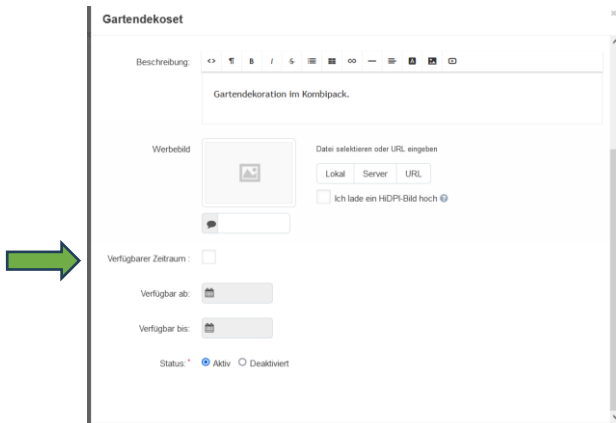 Gartendekoset
Beschreibung:
Gartendekoration im Kombipack.
Werbebild
Datei selektieren oder URL eingeben
Lokal Server URL
Ich lade ein HiDPI-Bild hoch
Verfügbarer Zeitraum :
Verfügbar ab:
Verfügbar bis:
Status: * Aktiv Deaktiviert